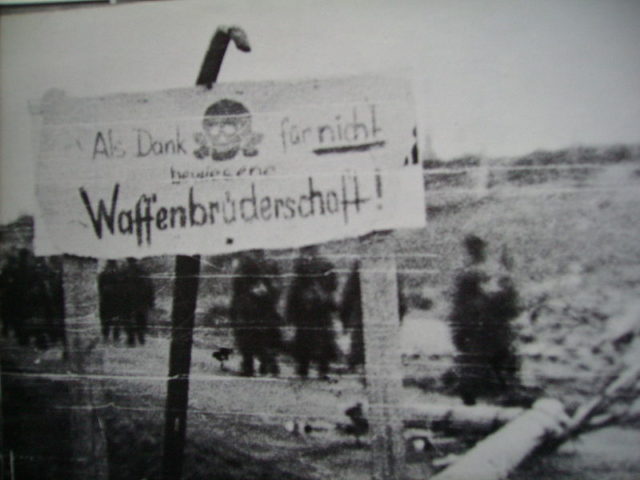 Als Dank für nicht
bewiesene
Waffenbrüderschaft!